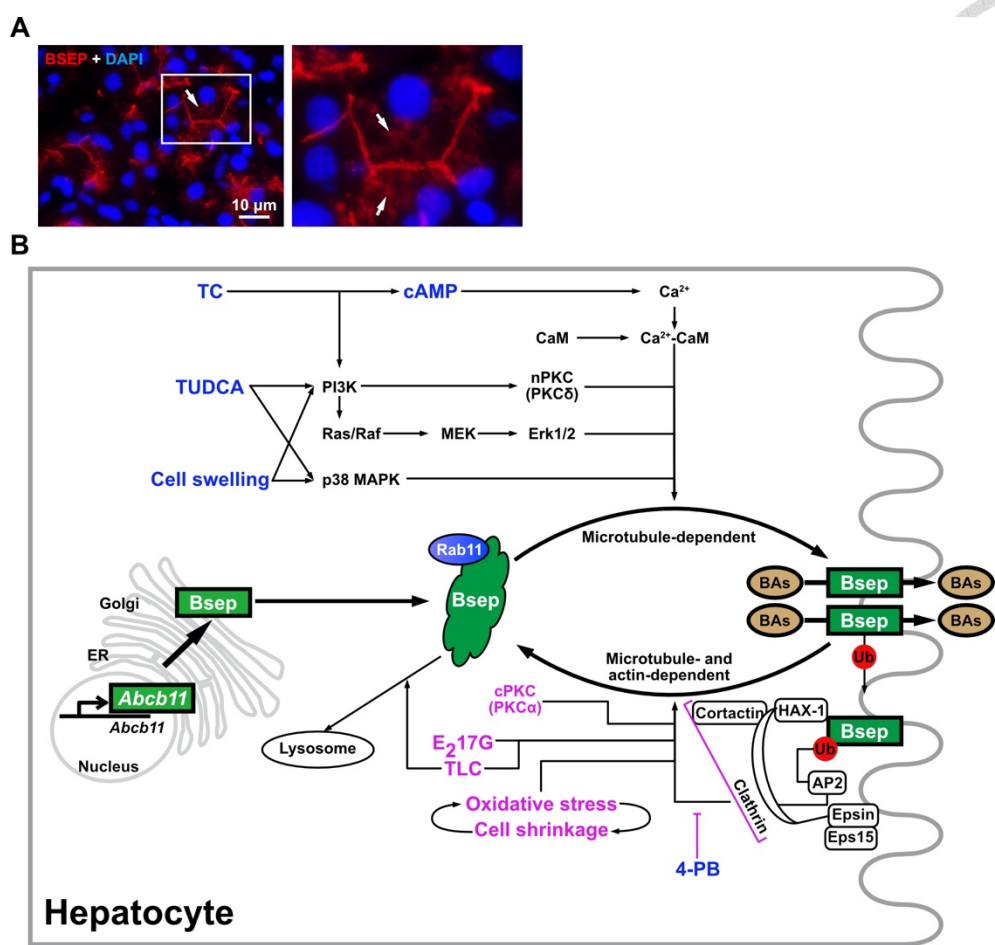 A
BSEP + DAPI
10 μm
B
TC
cAMP
Ca²⁺
CaM
Ca²⁺-CaM
TUDCA
PI3K
nPKC
(PKCδ)
Ras/Raf
MEK
Erk1/2
Cell swelling
p38 MAPK
Microtubule-dependent
Rab11
Bsep
Golgi
Bsep
BAs
Bsep
BAs
BAs
Bsep
BAs
ER
Ub
Microtubule- and
actin-dependent
Abcb11
Abcb11
Nucleus
Lysosome
cPKC
(PKCα)
Cortactin
HAX-1
Bsep
Ub
E₂17G
TLC
AP2
Clathrin
Oxidative stress
Cell shrinkage
Epsin
Eps15
4-PB
Hepatocyte